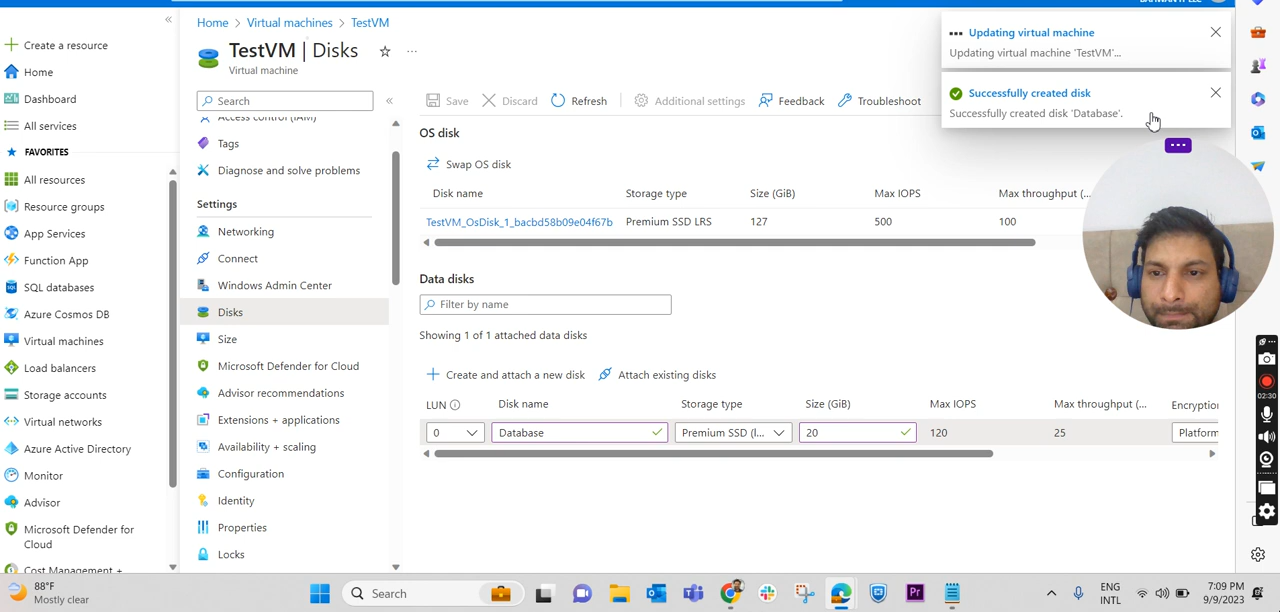 Home > Virtual machines > TestVM
TestVM | Disks
Virtual machine
Create a resource
Home
Dashboard
All services
FAVORITES
All resources
Resource groups
App Services
Function App
SQL databases
Azure Cosmos DB
Virtual machines
Load balancers
Storage accounts
Virtual networks
Azure Active Directory
Monitor
Advisor
Microsoft Defender for
Cloud
Cost Management +
Search
Access control (IAM)
Tags
Diagnose and solve problems
Settings
Networking
Connect
Windows Admin Center
Disks
Size
Microsoft Defender for Cloud
Advisor recommendations
Extensions + applications
Availability + scaling
Configuration
Identity
Properties
Locks
Save Discard Refresh Additional settings Feedback Troubleshoot
OS disk
Swap OS disk
Disk name Storage type Size (GiB) Max IOPS Max throughput (...
TestVM_OsDisk_1_bacbd58b09e04f67b Premium SSD LRS 127 500 100
Data disks
Filter by name
Showing 1 of 1 attached data disks
Create and attach a new disk Attach existing disks
LUN Disk name Storage type Size (GiB) Max IOPS Max throughput (... Encryption
0 Database Premium SSD (l... 20 120 25 Platform
Updating virtual machine
Updating virtual machine 'TestVM'...
Successfully created disk
Successfully created disk 'Database'.
02:30
88°F
Mostly clear
Search
ENG
INTL
7:09 PM
9/9/2023